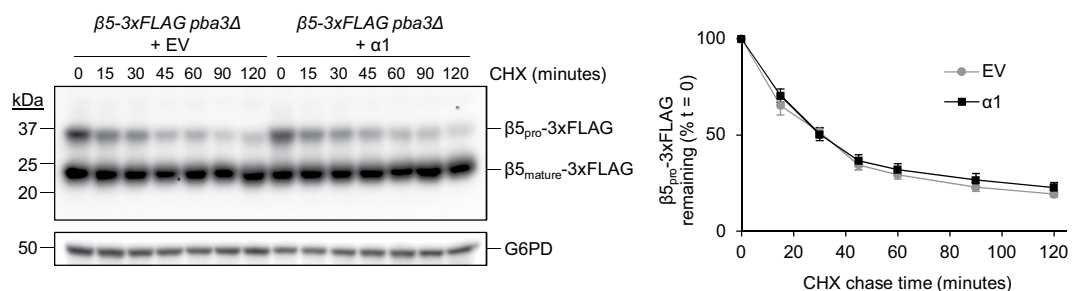 β5-3xFLAG pba3Δ
+ EV
β5-3xFLAG pba3Δ
+ α1
0 15 30 45 60 90 120 0 15 30 45 60 90 120 CHX (minutes)
kDa
37
β5pro-3xFLAG
25
β5mature-3xFLAG
20
50
G6PD
β5pro-3xFLAG
remaining (% t = 0)
100
50
0
EV
α1
0 20 40 60 80 100 120
CHX chase time (minutes)